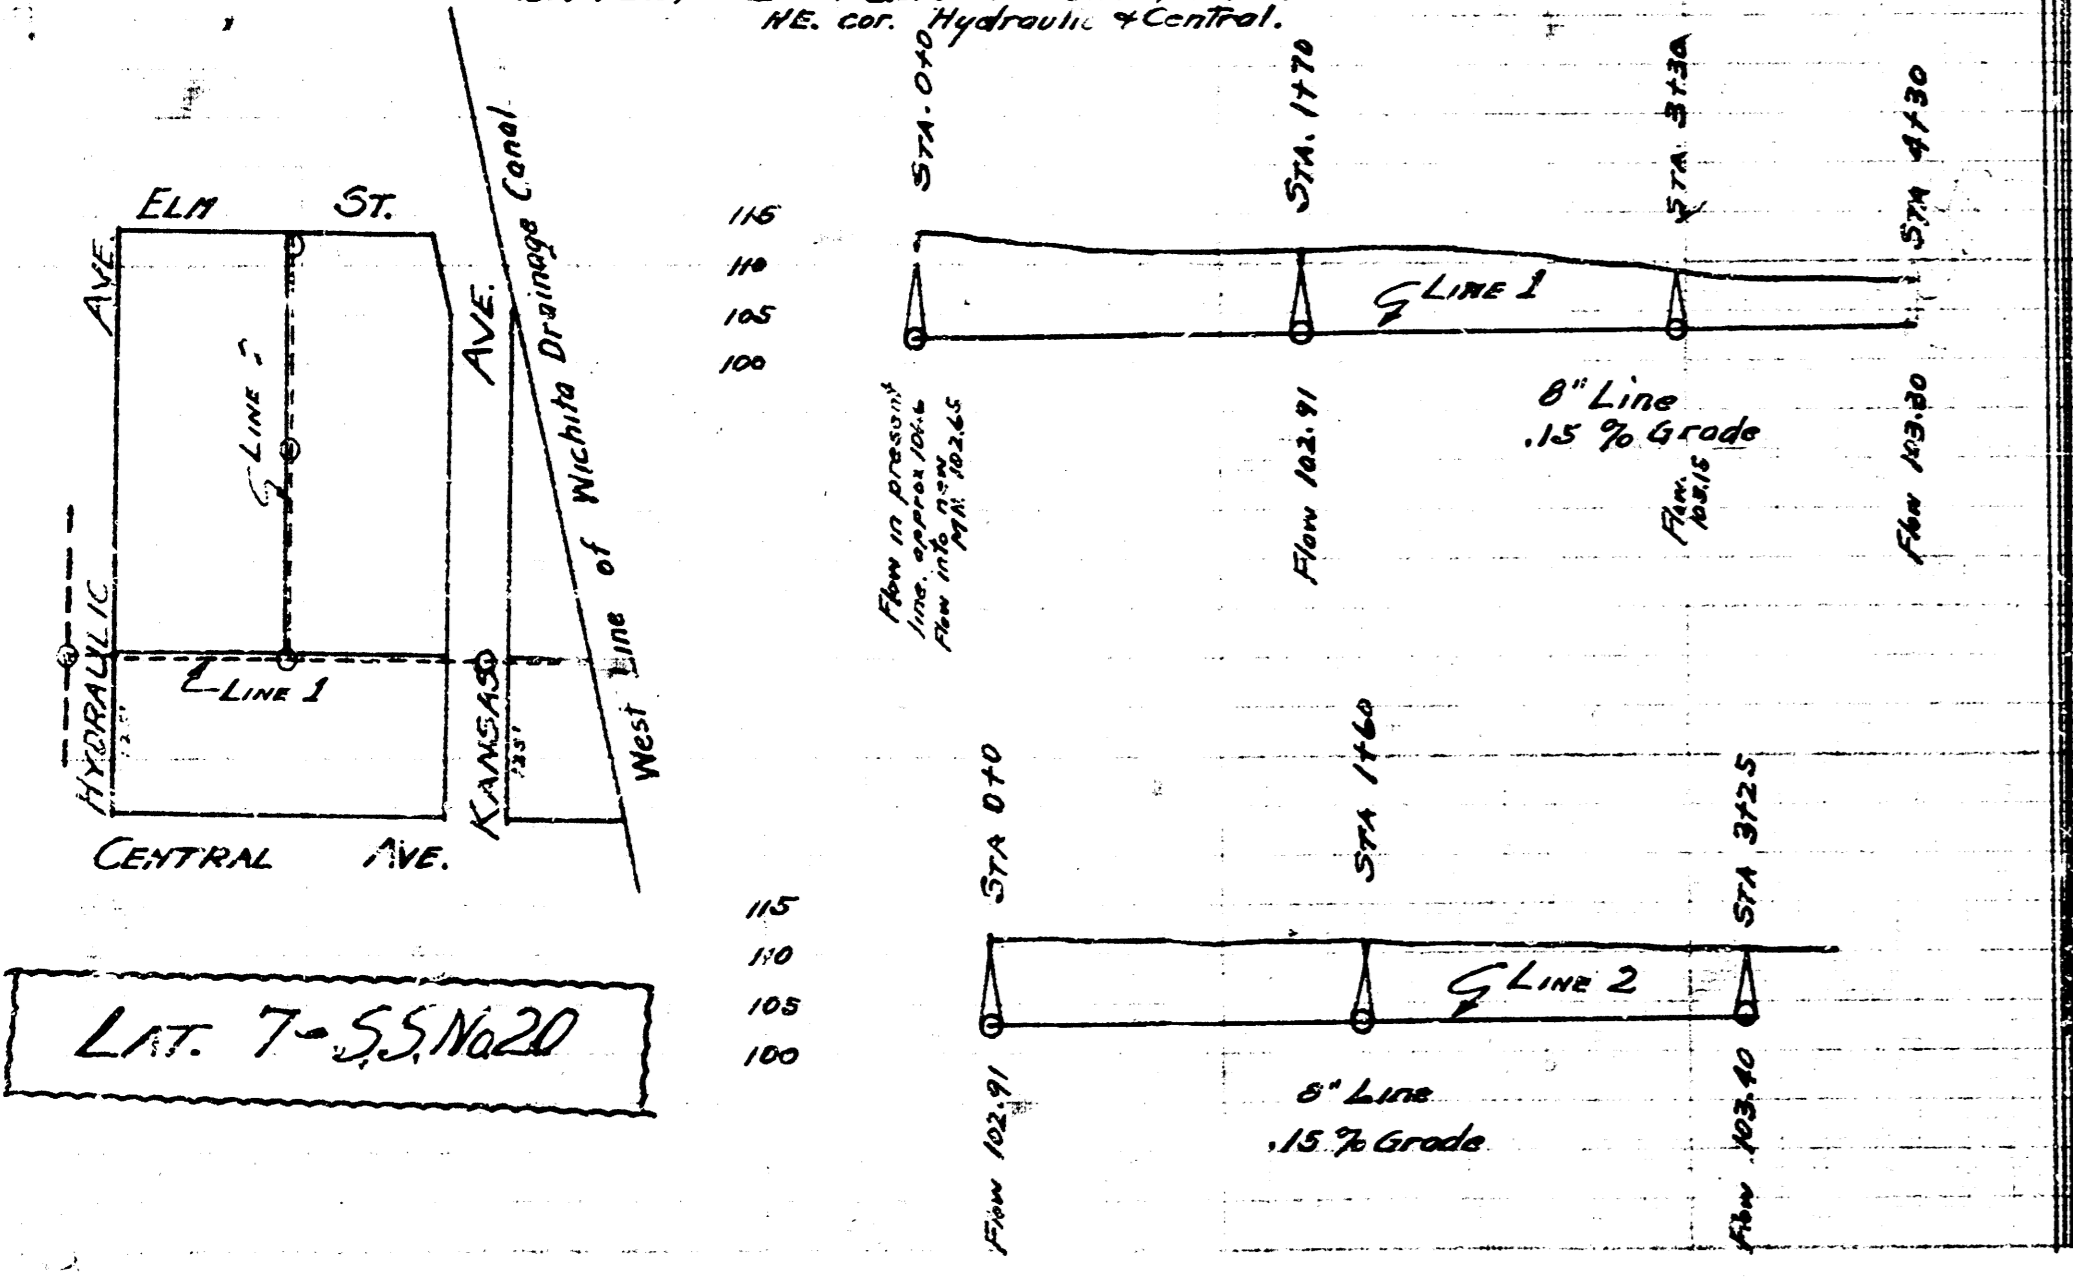 NE. cor. Hydraulic & Central.
ELM ST.
AVE.
HYDRAULIC
LINE
LINE 1
AVE.
KANSAS
125'
CENTRAL AVE.
West Line of Wichita Drainage Canal
LAT. 7-S.S. No. 20
STA. 0+0
STA. 1+70
STA. 3+30
STA 4+30
115
110
105
100
LINE 1
8" Line
.15 % Grade
Flow in present
line. approx 101.6
Flow into new
M.H. 102.65
Flow 102.91
Flow.
103.15
Flow 103.30
STA 0+0
STA 1+60
STA 3+25
115
110
105
100
LINE 2
8" Line
.15 % Grade
Flow 102.91
Flow 103.40